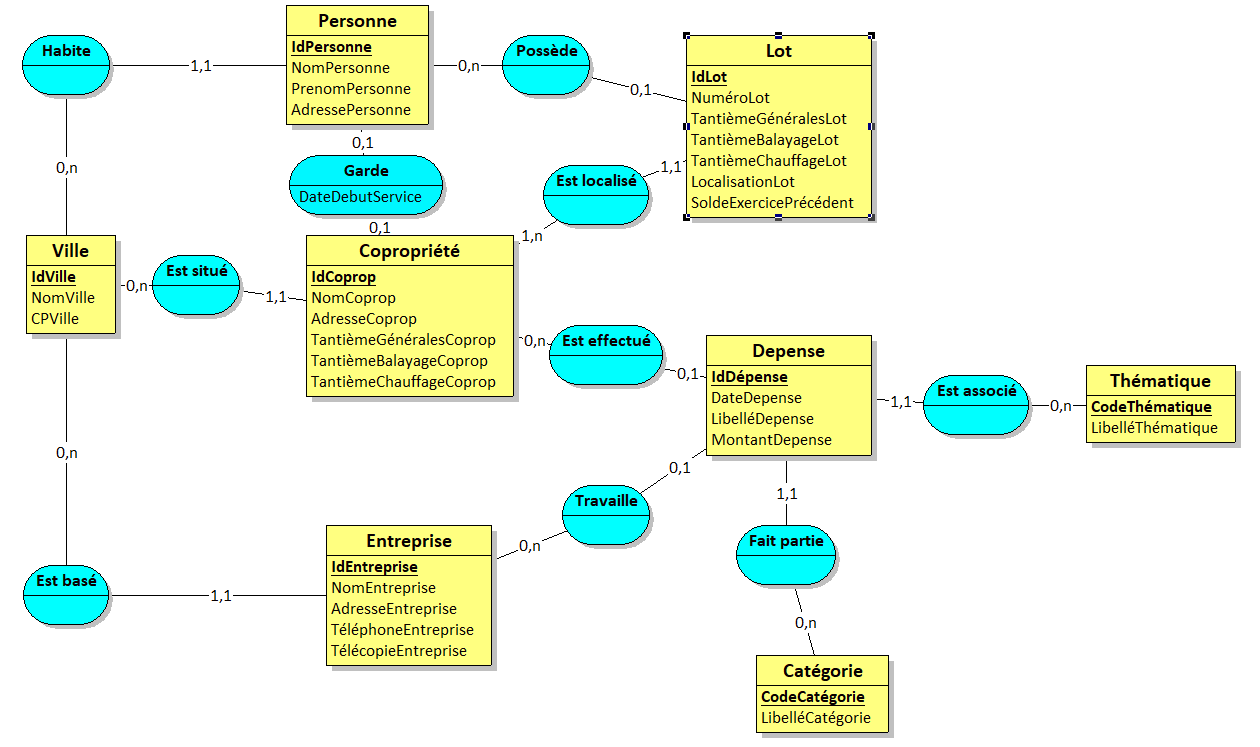 Personne
IdPersonne
NomPersonne
PrenomPersonne
AdressePersonne
Habite
1,1
0,n
Possède
0,1
Lot
IdLot
NuméroLot
TantièmeGénéralesLot
TantièmeBalayageLot
TantièmeChauffageLot
LocalisationLot
SoldeExercicePrécédent
0,n
0,1
Garde
DateDebutService
0,1
Est localisé
1,1
1,n
Ville
IdVille
NomVille
CPVille
0,n
Est situé
1,1
Copropriété
IdCoprop
NomCoprop
AdresseCoprop
TantièmeGénéralesCoprop
TantièmeBalayageCoprop
TantièmeChauffageCoprop
0,n
Est effectué
0,1
Depense
IdDépense
DateDepense
LibelléDepense
MontantDepense
1,1
Est associé
0,n
Thématique
CodeThématique
LibelléThématique
0,n
0,1
Travaille
0,n
1,1
Fait partie
0,n
Est basé
1,1
Entreprise
IdEntreprise
NomEntreprise
AdresseEntreprise
TéléphoneEntreprise
TélécopieEntreprise
Catégorie
CodeCatégorie
LibelléCatégorie